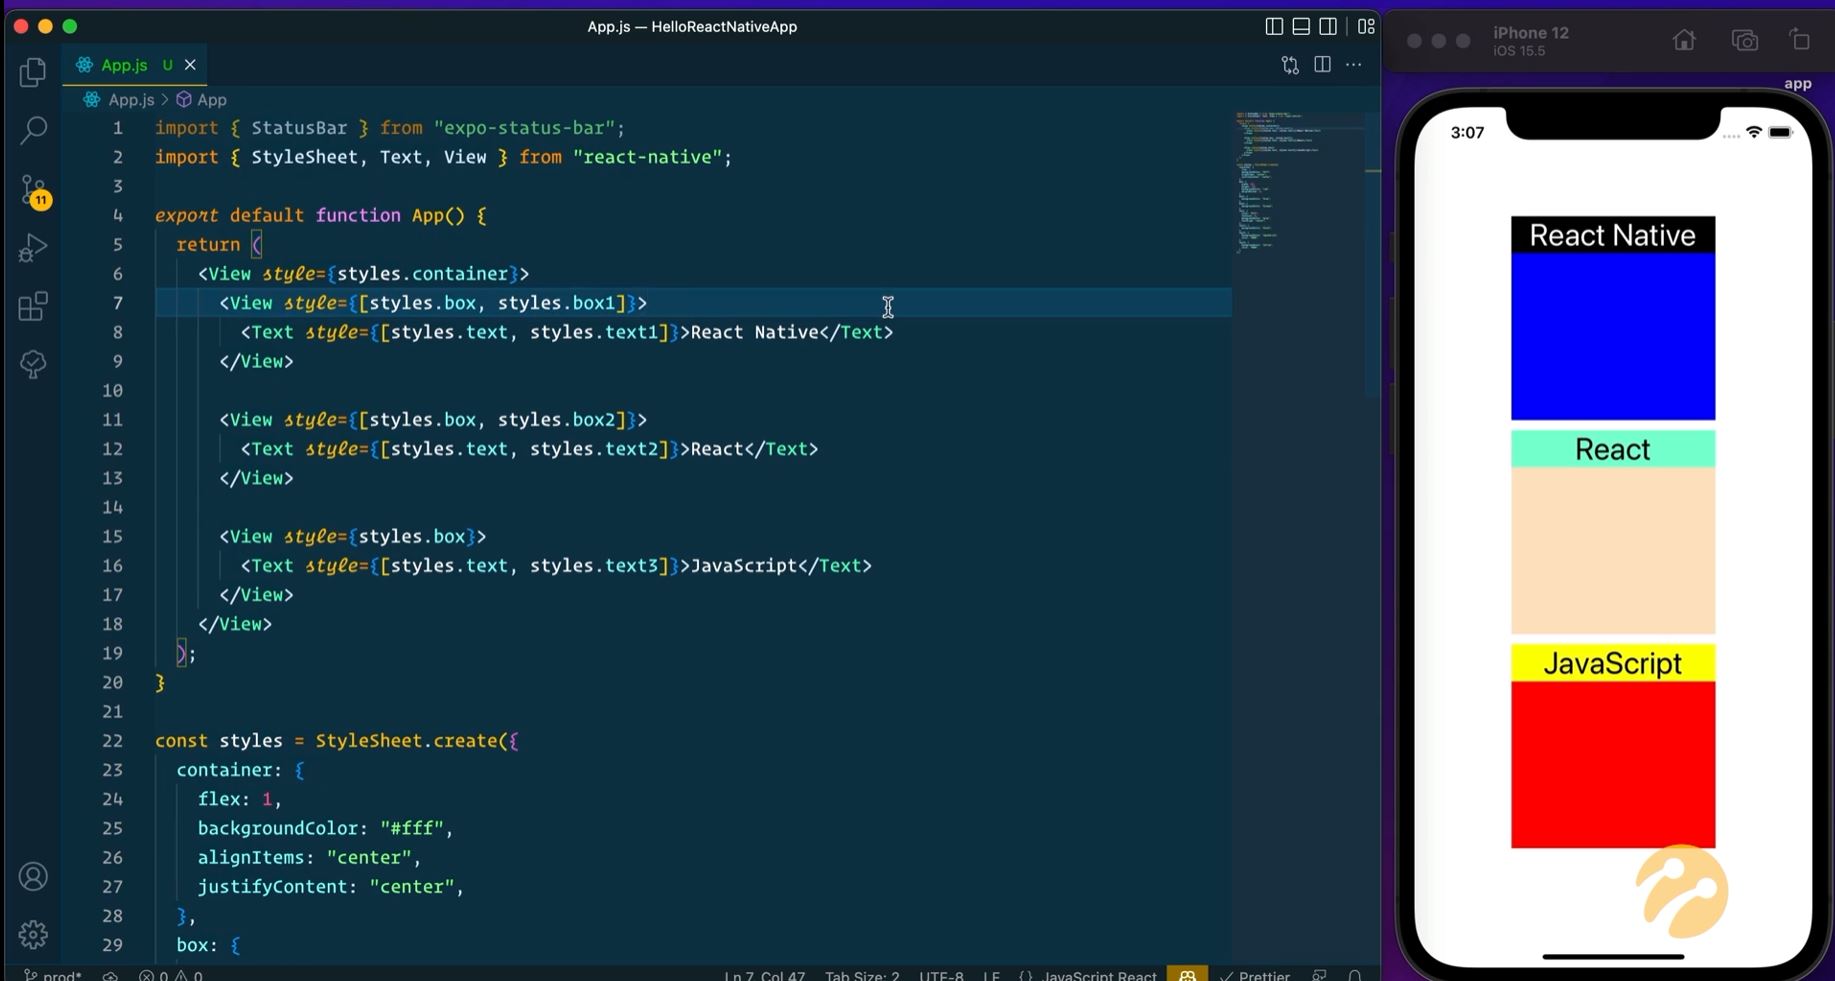 App.js — HelloReactNativeApp
App.js U
App.js > App
11
1 import { StatusBar } from "expo-status-bar";
2 import { StyleSheet, Text, View } from "react-native";
3
4 export default function App() {
5 return (
6 <View style={styles.container}>
7 <View style={[styles.box, styles.box1]}>
8 <Text style={[styles.text, styles.text1]}>React Native</Text>
9 </View>
10
11 <View style={[styles.box, styles.box2]}>
12 <Text style={[styles.text, styles.text2]}>React</Text>
13 </View>
14
15 <View style={styles.box}>
16 <Text style={[styles.text, styles.text3]}>JavaScript</Text>
17 </View>
18 </View>
19 );
20 }
21
22 const styles = StyleSheet.create({
23 container: {
24 flex: 1,
25 backgroundColor: "#fff",
26 alignItems: "center",
27 justifyContent: "center",
28 },
29 box: {
prod* 0 0 Ln 7, Col 47 Tab Size: 2 UTF-8 LF {} JavaScript React Prettier
iPhone 12
iOS 15.5
app
3:07
React Native
React
JavaScript